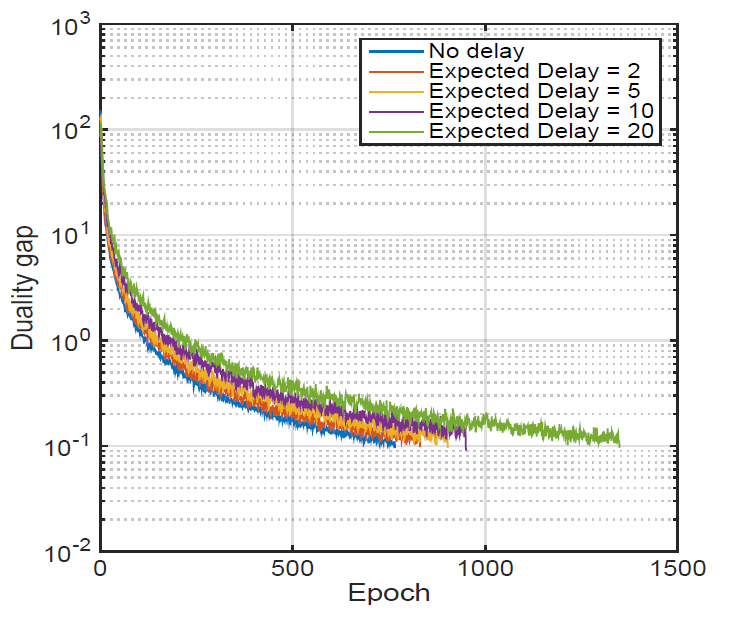 10^3
No delay
Expected Delay = 2
Expected Delay = 5
Expected Delay = 10
Expected Delay = 20
10^2
10^1
Duality gap
10^0
10^-1
10^-2
0 500 1000 1500
Epoch